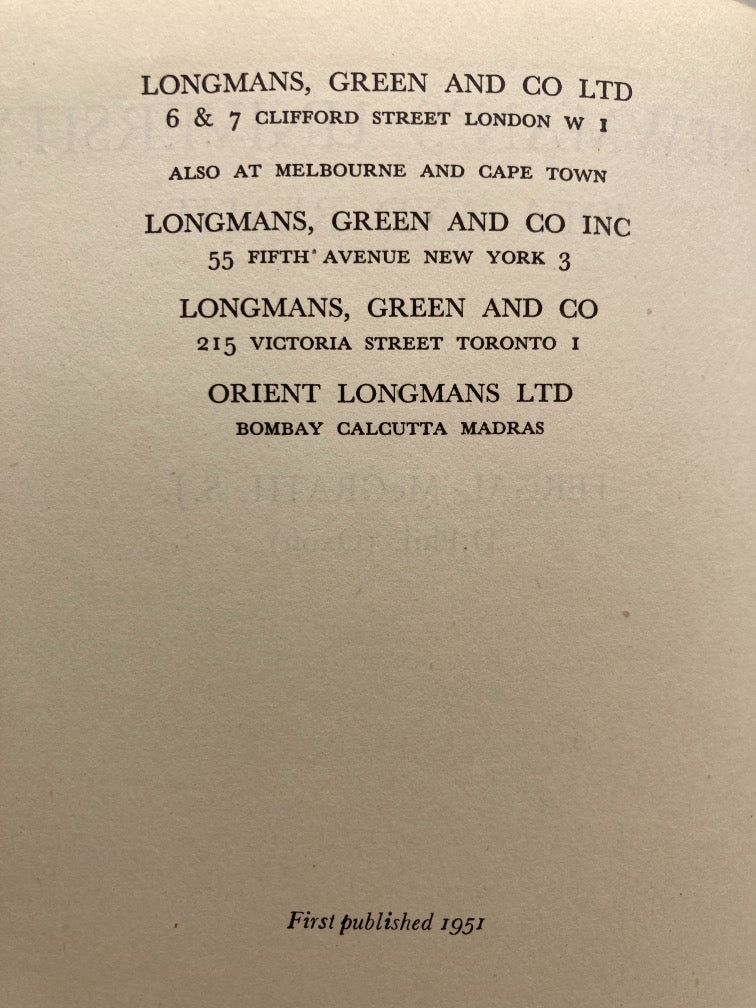 LONGMANS, GREEN AND CO LTD
6 & 7 CLIFFORD STREET LONDON W 1
ALSO AT MELBOURNE AND CAPE TOWN
LONGMANS, GREEN AND CO INC
55 FIFTH AVENUE NEW YORK 3
LONGMANS, GREEN AND CO
215 VICTORIA STREET TORONTO 1
ORIENT LONGMANS LTD
BOMBAY CALCUTTA MADRAS
First published 1951